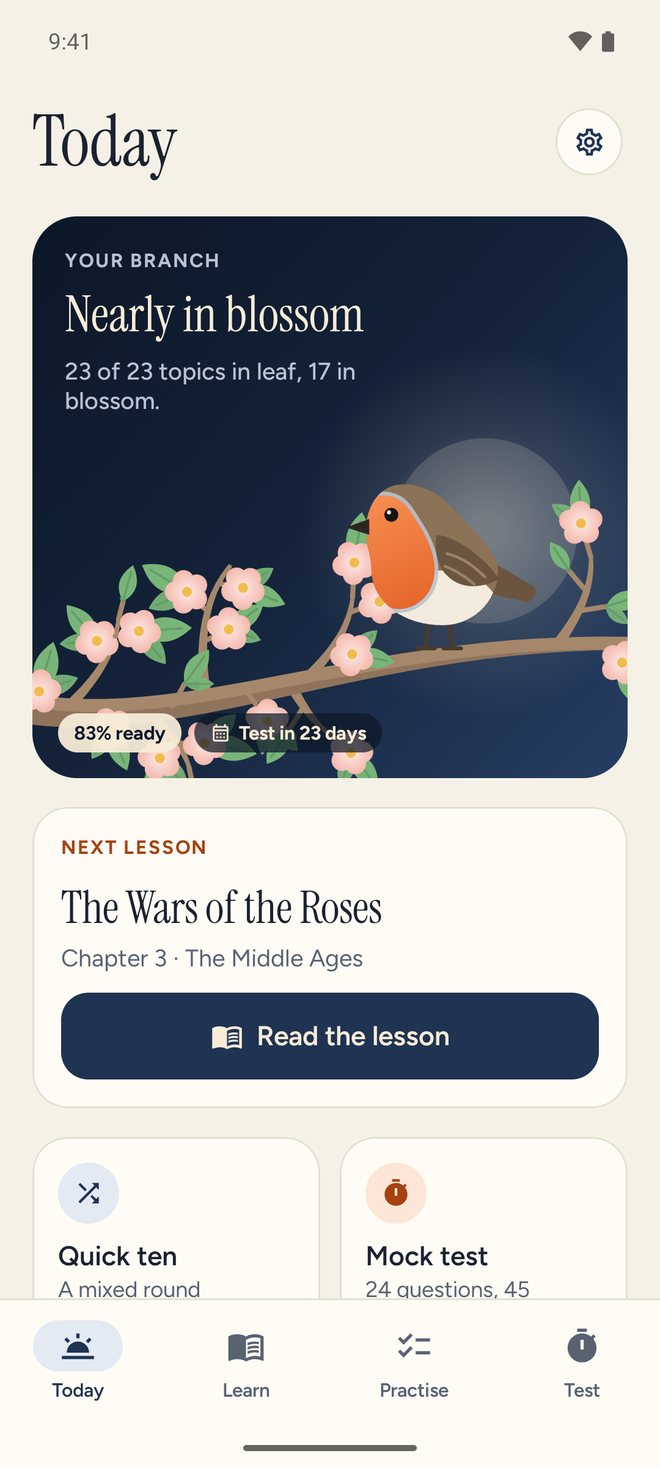 9:41
Today
YOUR BRANCH
Nearly in blossom
23 of 23 topics in leaf, 17 in
blossom.
83% ready
Test in 23 days
NEXT LESSON
The Wars of the Roses
Chapter 3 · The Middle Ages
Read the lesson
Quick ten
A mixed round
Mock test
24 questions, 45
Today
Learn
Practise
Test